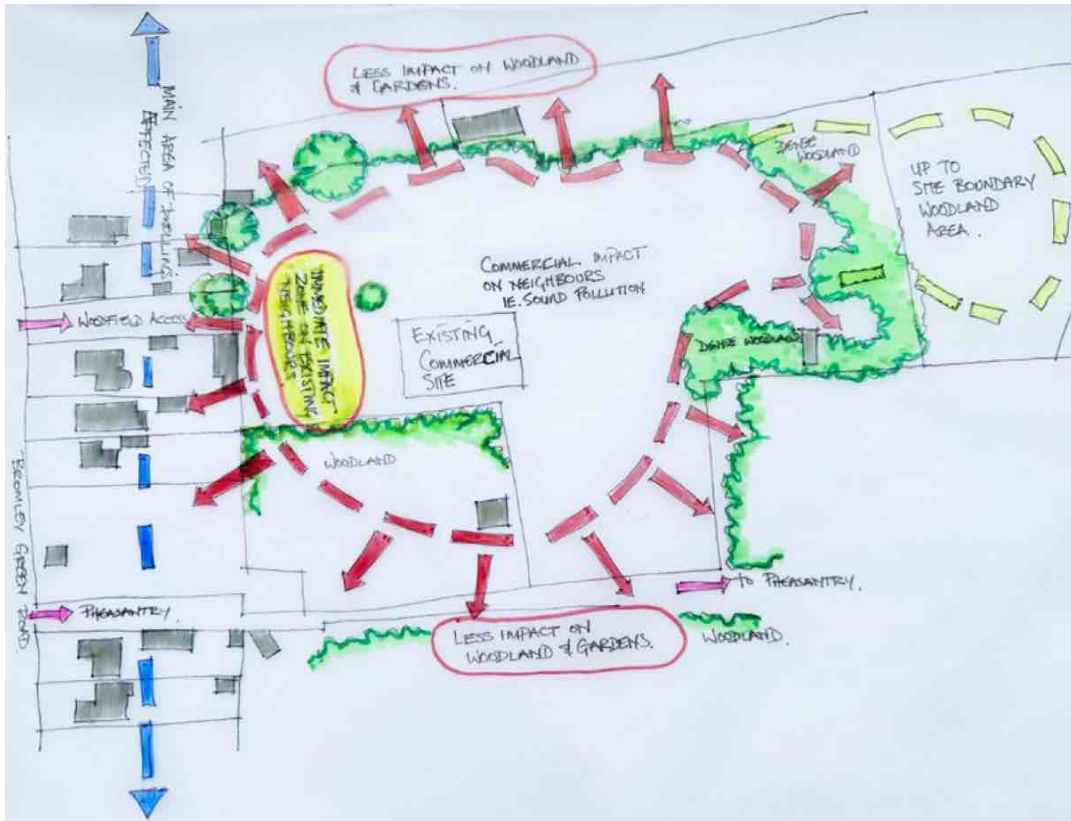 LESS IMPACT ON WOODLAND
& GARDENS.
MAIN AREA OF DWELLINGS
AFFECTED
DENSE
WOODLAND
UP TO
SITE BOUNDARY
WOODLAND
AREA.
COMMERCIAL IMPACT
ON NEIGHBOURS
IE. SOUND POLLUTION
IMMEDIATE IMPACT
ZONE ON EXISTING
NEIGHBOURS
WOODFIELD ACCESS
EXISTING
COMMERCIAL
SITE
DENSE WOODLAND
WOODLAND
BROMLEY GREEN ROAD.
to PHEASANTRY.
PHEASANTRY.
LESS IMPACT ON
WOODLAND & GARDENS.
WOODLAND.